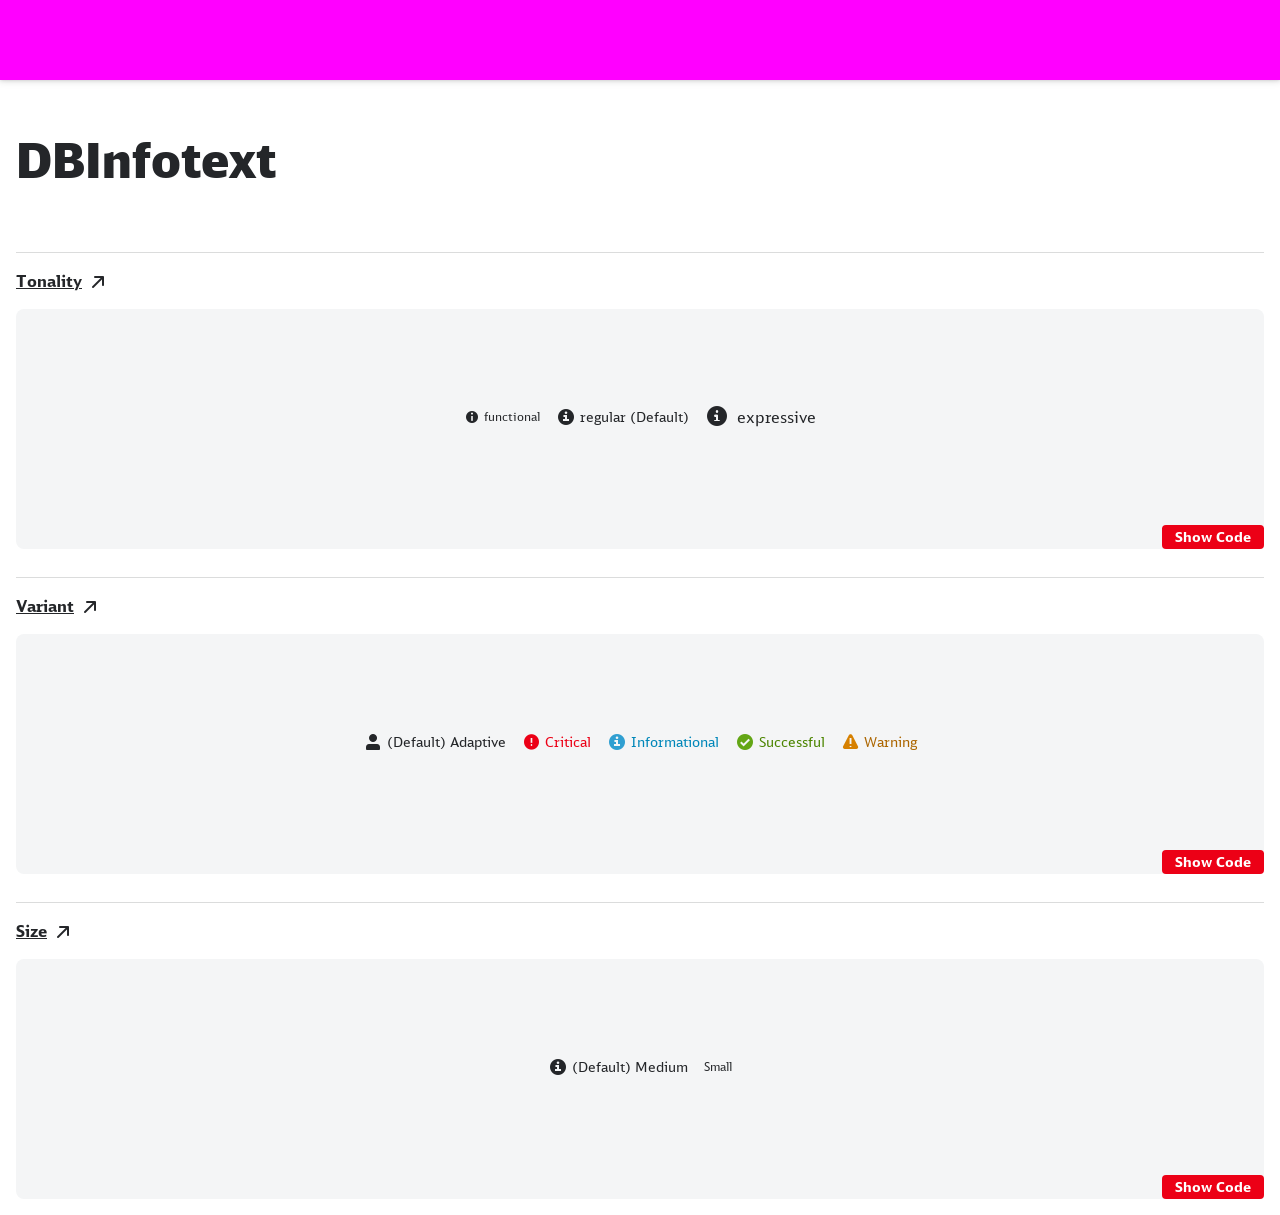 DBInfotext
Tonality
functional regular (Default) expressive
Show Code
Variant
(Default) Adaptive Critical Informational Successful Warning
Show Code
Size
(Default) Medium Small
Show Code